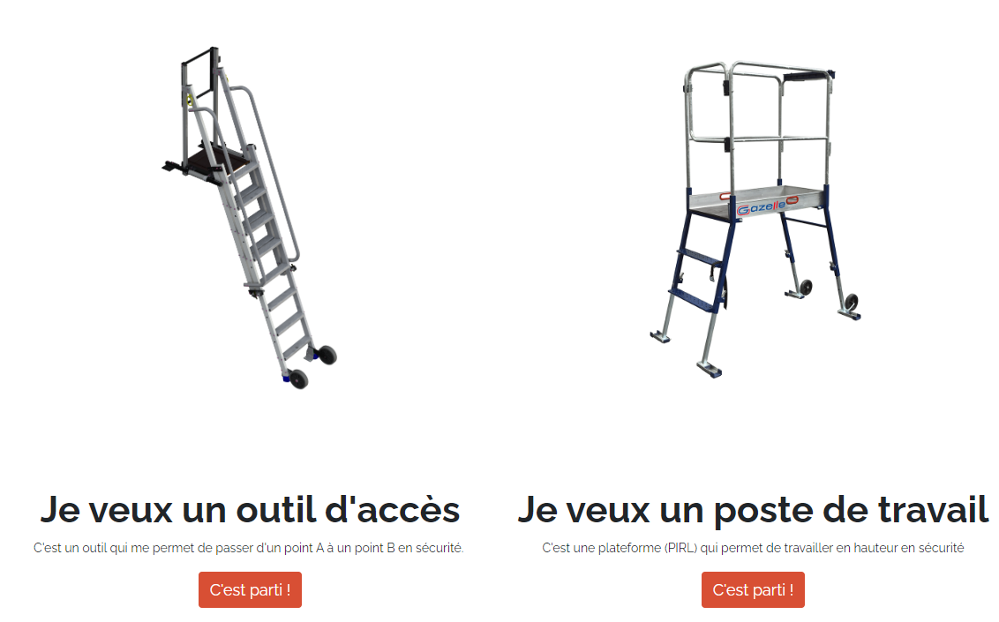 Gazelle
Je veux un outil d'accès
C'est un outil qui me permet de passer d'un point A à un point B en sécurité.
C'est parti !
Je veux un poste de travail
C'est une plateforme (PIRL) qui permet de travailler en hauteur en sécurité
C'est parti !